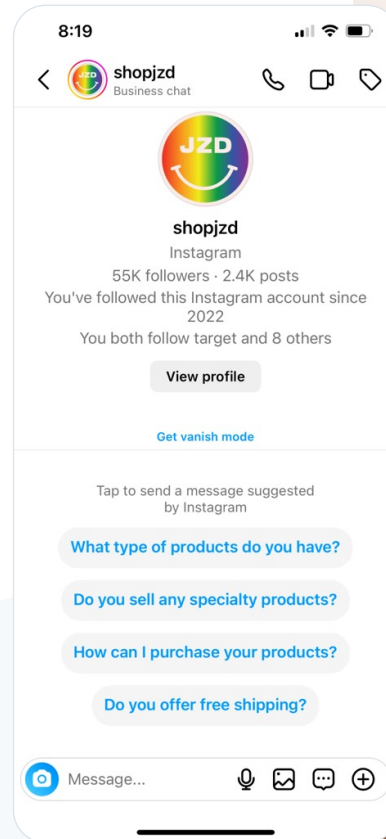 8:19
shopjzd
Business chat
JZD
JZD
shopjzd
Instagram
55K followers · 2.4K posts
You've followed this Instagram account since
2022
You both follow target and 8 others
View profile
Get vanish mode
Tap to send a message suggested
by Instagram
What type of products do you have?
Do you sell any specialty products?
How can I purchase your products?
Do you offer free shipping?
Message...